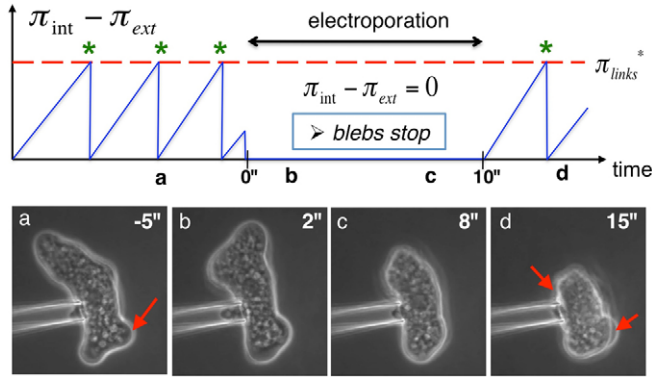 π_int − π_ext
electroporation
* * * *
π_links*
π_int − π_ext = 0
➢ blebs stop
a 0" b c 10" d time
a -5" b 2" c 8" d 15"